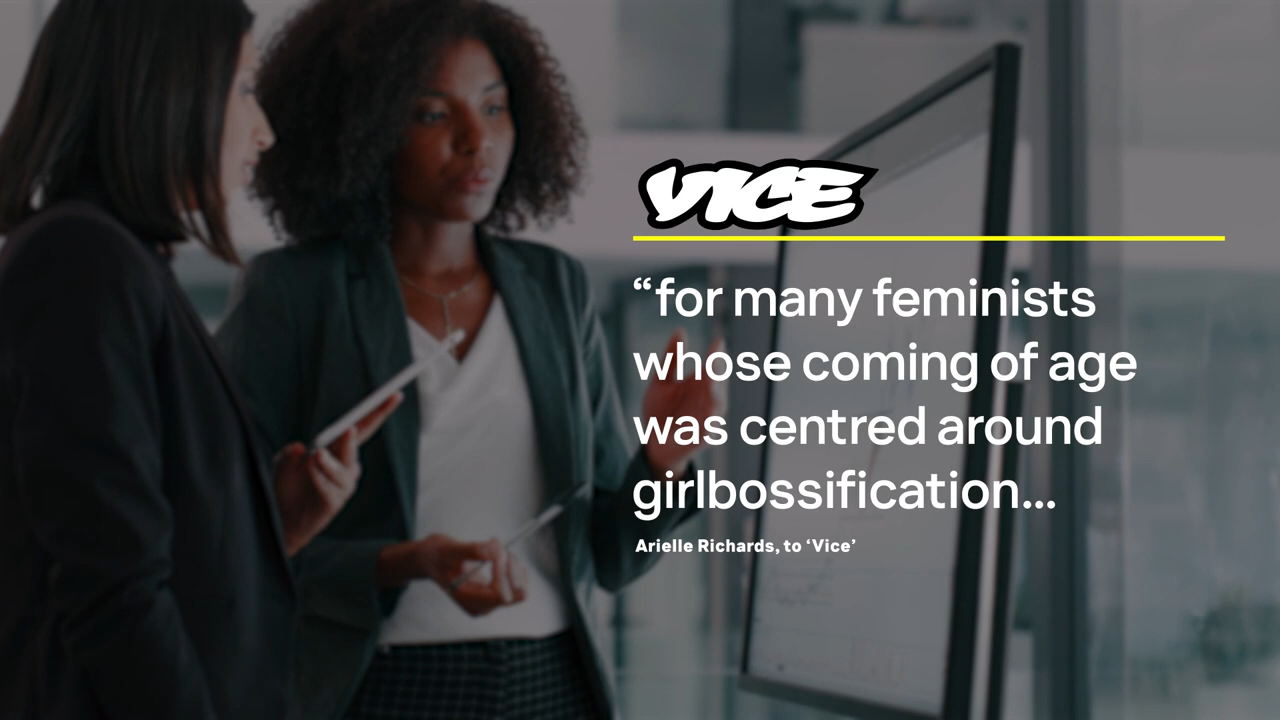 VICE
“for many feminists
whose coming of age
was centred around
girlbossification...
Arielle Richards, to ‘Vice’